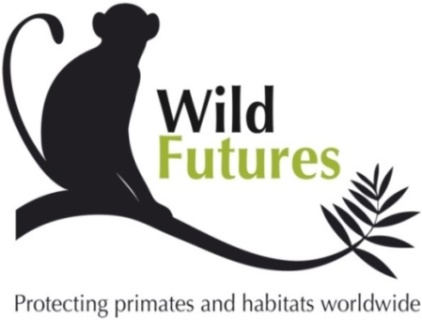 Wild
Futures
Protecting primates and habitats worldwide